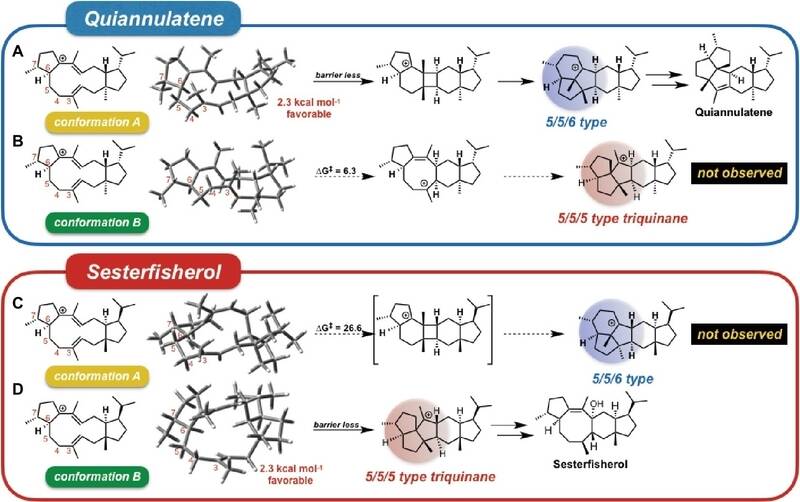 Quiannulatene
A
7
6
H
5
4
3
H
conformation A
7
6
5
4
3
2.3 kcal mol-1
favorable
barrier less
H
H
H
5/5/6 type
H
Quiannulatene
B
7
6
H
5
4
3
H
conformation B
7
6
5
4
3
ΔG‡ = 6.3
H
H
H
H
H
H
5/5/5 type triquinane
not observed
Sesterfisherol
C
7
6
H
5
4
3
H
conformation A
7
6
5
4
3
ΔG‡ = 26.6
H
H
H
H
5/5/6 type
not observed
D
7
6
H
5
4
3
H
conformation B
7
6
5
4
3
2.3 kcal mol-1
favorable
barrier less
H
H
H
H
5/5/5 type triquinane
H
OH
H
H
Sesterfisherol